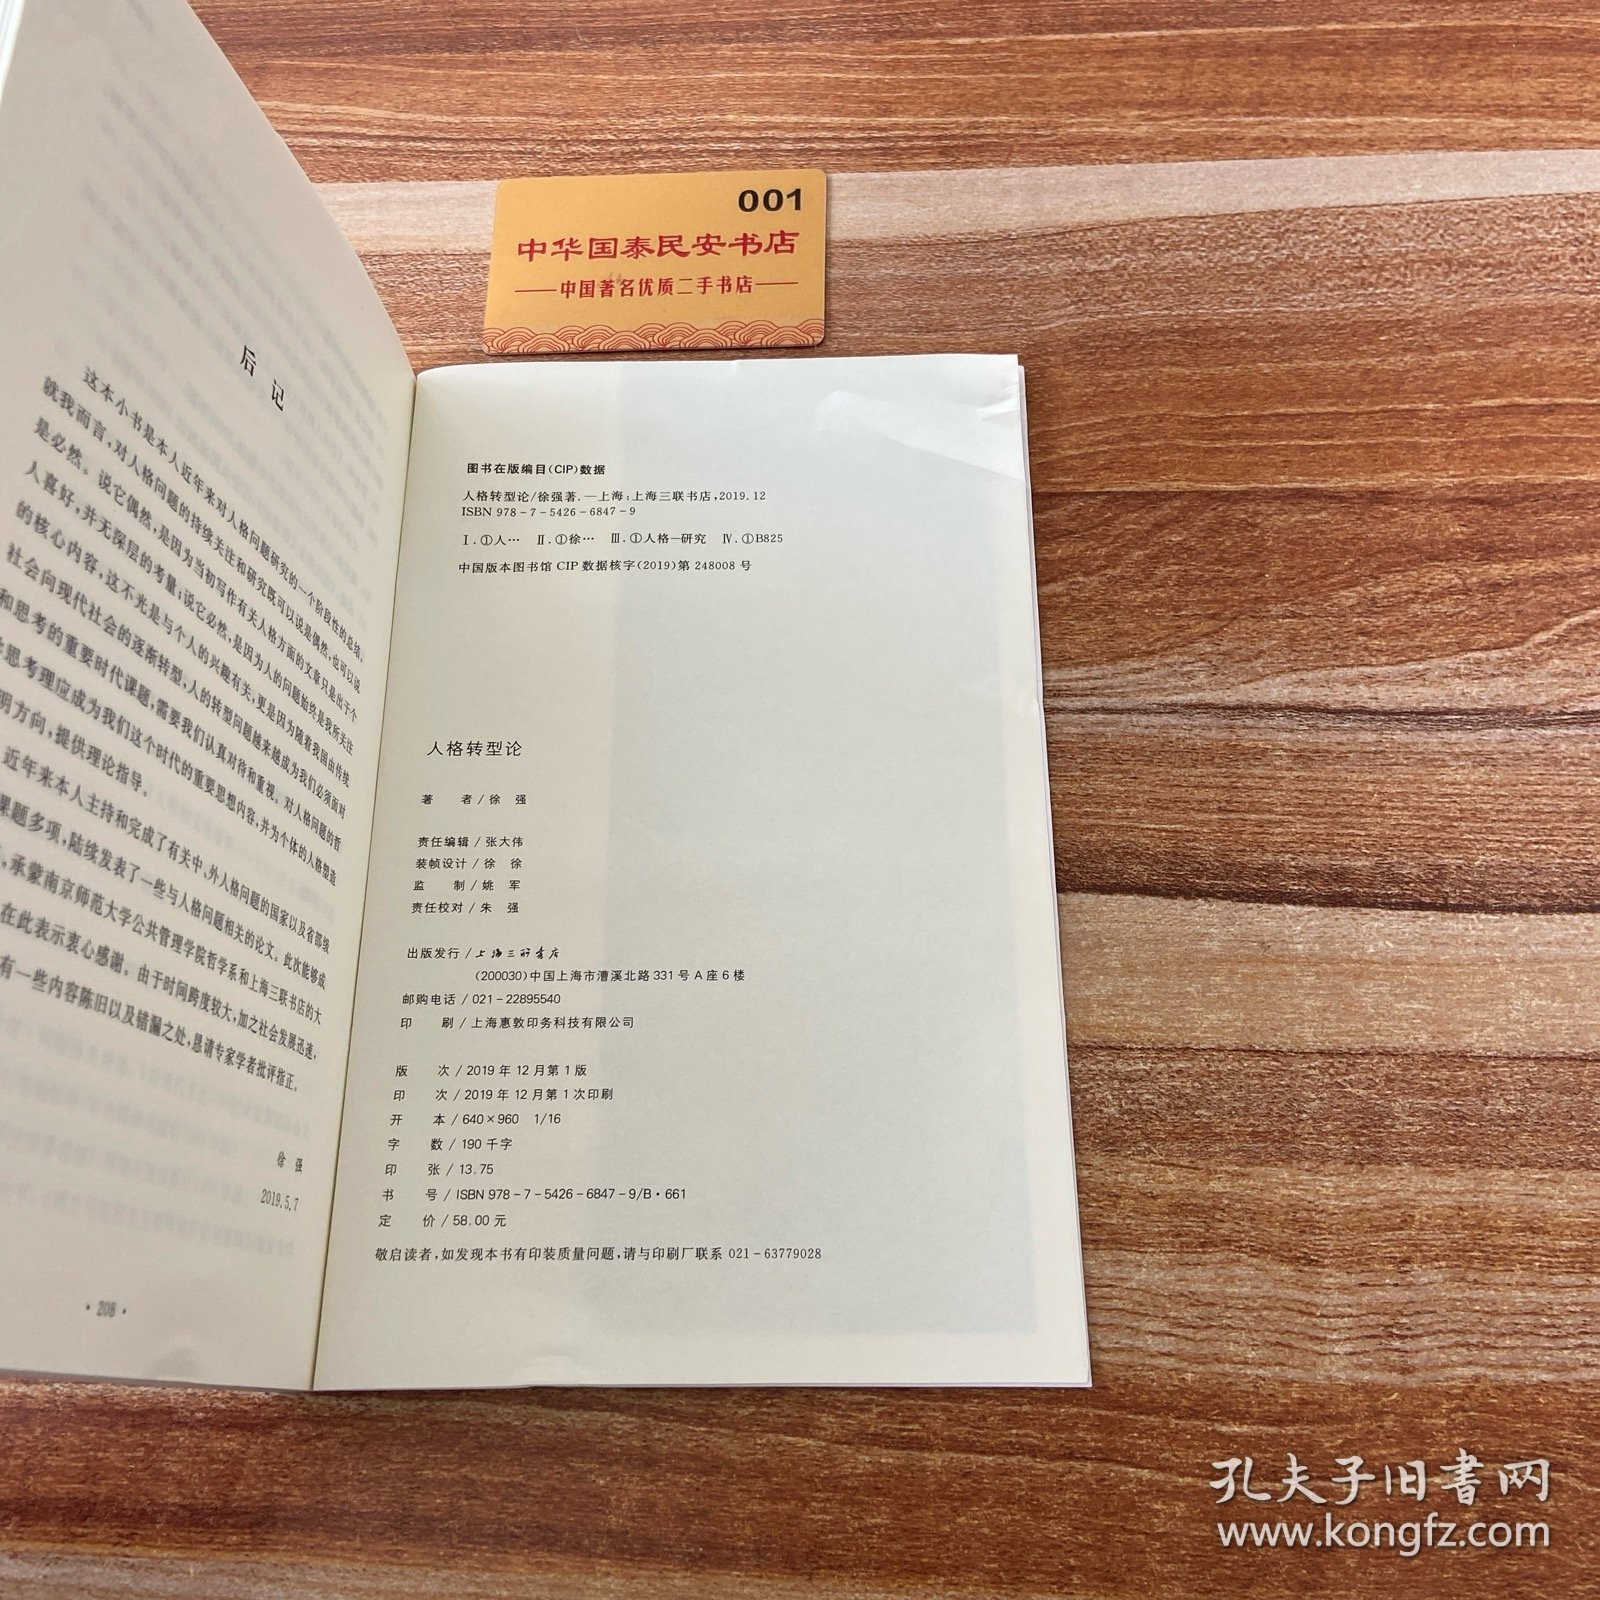 001
中华国泰民安书店
中国著名优质二手书店
后 记
这本小书是本人近年来对人格问题研究的一个阶段性的总结。
就我而言,对人格问题的持续关注和研究既可以说是偶然,也可以说
是必然。说它偶然,是因为当初写作有关人格方面的文章只是出于个
人喜好,并无深层的考量;说它必然,是因为人的问题始终是我所关注
的核心内容,这不光是与个人的兴趣有关,更是因为随着我国由传统
社会向现代社会的逐渐转型,人的转型问题越来越成为我们必须面对
和思考的重要时代课题,需要我们认真对待和重视。对人格问题的哲
思考理应成为我们这个时代的重要思想内容,并为个体的人格塑造
明方向,提供理论指导。
近年来本人主持和完成了有关中、外人格问题的国家以及省部级
课题多项,陆续发表了一些与人格问题相关的论文。此次能够成
,承蒙南京师范大学公共管理学院哲学系和上海三联书店的大
在此表示衷心感谢。由于时间跨度较大,加之社会发展迅速,
有一些内容陈旧以及错漏之处,恳请专家学者批评指正。
徐 强
2019.5.7
· 208 ·
图书在版编目(CIP)数据
人格转型论/徐强著.—上海:上海三联书店,2019.12
ISBN 978-7-5426-6847-9
Ⅰ.①人… Ⅱ.①徐… Ⅲ.①人格-研究 Ⅳ.①B825
中国版本图书馆 CIP 数据核字(2019)第 248008 号
人格转型论
著 者 / 徐 强
责任编辑 / 张大伟
装帧设计 / 徐 徐
监 制 / 姚 军
责任校对 / 朱 强
出版发行 / 上海三联书店
(200030)中国上海市漕溪北路 331 号 A 座 6 楼
邮购电话 / 021-22895540
印 刷 / 上海惠敦印务科技有限公司
版 次 / 2019 年 12 月第 1 版
印 次 / 2019 年 12 月第 1 次印刷
开 本 / 640×960 1/16
字 数 / 190 千字
印 张 / 13.75
书 号 / ISBN 978-7-5426-6847-9/B·661
定 价 / 58.00 元
敬启读者,如发现本书有印装质量问题,请与印刷厂联系 021-63779028
孔夫子旧书网
www.kongfz.com